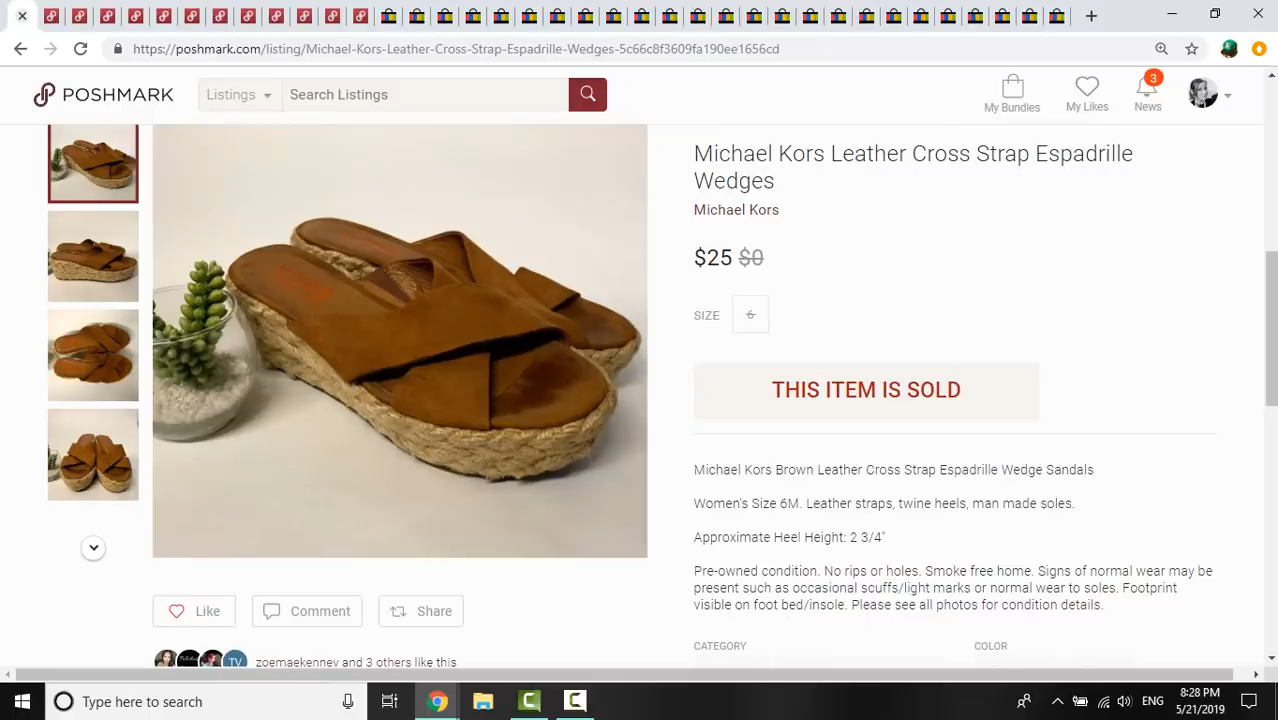 https://poshmark.com/listing/Michael-Kors-Leather-Cross-Strap-Espadrille-Wedges-5c66c8f3609fa190ee1656cd
POSHMARK
Listings
Search Listings
My Bundies
My Likes
3
News
Michael Kors Leather Cross Strap Espadrille
Wedges
Michael Kors
$25 $0
SIZE 6
THIS ITEM IS SOLD
Michael Kors Brown Leather Cross Strap Espadrille Wedge Sandals
Women's Size 6M. Leather straps, twine heels, man made soles.
Approximate Heel Height: 2 3/4"
Pre-owned condition. No rips or holes. Smoke free home. Signs of normal wear may be
present such as occasional scuffs/light marks or normal wear to soles. Footprint
visible on foot bed/insole. Please see all photos for condition details.
CATEGORY
COLOR
Like
Comment
Share
TV
zoemaekennev and 3 others like this
Type here to search
ENG
8:28 PM
5/21/2019